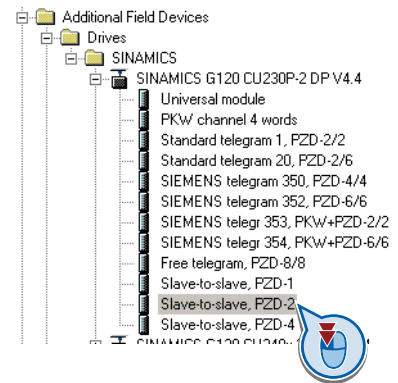 Additional Field Devices
Drives
SINAMICS
SINAMICS G120 CU230P-2 DP V4.4
Universal module
PKW channel 4 words
Standard telegram 1, PZD-2/2
Standard telegram 20, PZD-2/6
SIEMENS telegram 350, PZD-4/4
SIEMENS telegram 352, PZD-6/6
SIEMENS telegr 353, PKW+PZD-2/2
SIEMENS telegr 354, PKW+PZD-6/6
Free telegram, PZD-8/8
Slave-to-slave, PZD-1
Slave-to-slave, PZD-2
Slave-to-slave, PZD-4
SINAMICS G120